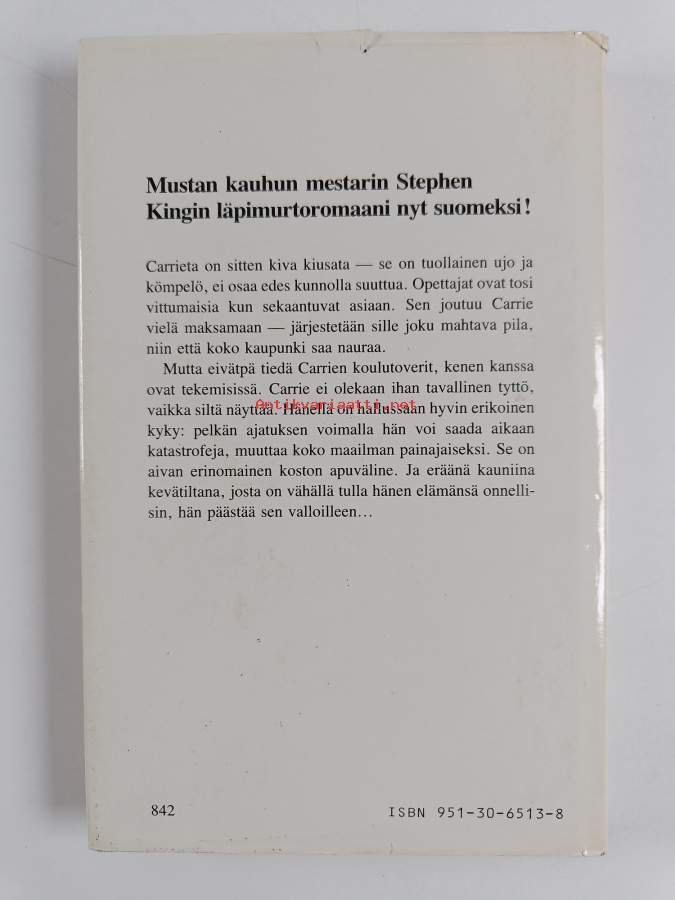 Mustan kauhun mestarin Stephen
Kingin läpimurtoromaani nyt suomeksi!
Carrieta on sitten kiva kiusata — se on tuollainen ujo ja
kömpelö, ei osaa edes kunnolla suuttua. Opettajat ovat tosi
vittumaisia kun sekaantuvat asiaan. Sen joutuu Carrie
vielä maksamaan — järjestetään sille joku mahtava pila,
niin että koko kaupunki saa nauraa.
Mutta eivätpä tiedä Carrien koulutoverit, kenen kanssa
ovat tekemisissä. Carrie ei olekaan ihan tavallinen tyttö,
vaikka siltä näyttää. Hänellä on hallussaan hyvin erikoinen
Antikvariaatti.net
kyky: pelkän ajatuksen voimalla hän voi saada aikaan
katastrofeja, muuttaa koko maailman painajaiseksi. Se on
aivan erinomainen koston apuväline. Ja eräänä kauniina
kevätiltana, josta on vähällä tulla hänen elämänsä onnelli-
sin, hän päästää sen valloilleen...
842
ISBN 951-30-6513-8